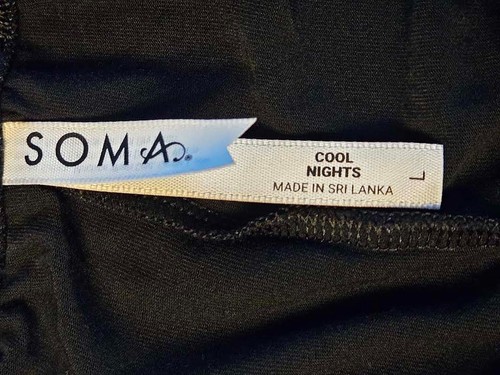 SOMA®
COOL
NIGHTS
MADE IN SRI LANKA
L